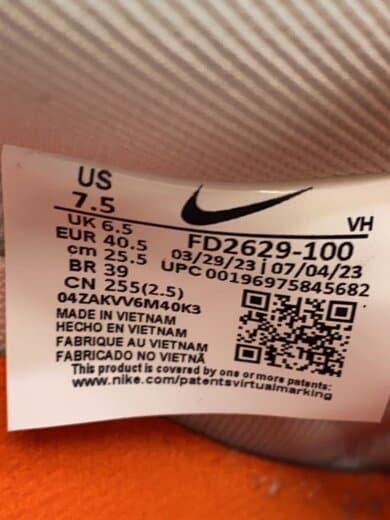 US
7.5
VH
UK 6.5
EUR 40.5
cm 25.5
BR 39
CN 255(2.5)
FD2629-100
03/29/23 | 07/04/23
UPC 00196975845682
04ZAKVV6M40K3
MADE IN VIETNAM
HECHO EN VIETNAM
FABRIQUE AU VIETNAM
FABRICADO NO VIETNÃ
This product is covered by one or more patents:
www.nike.com/patentsvirtualmarking